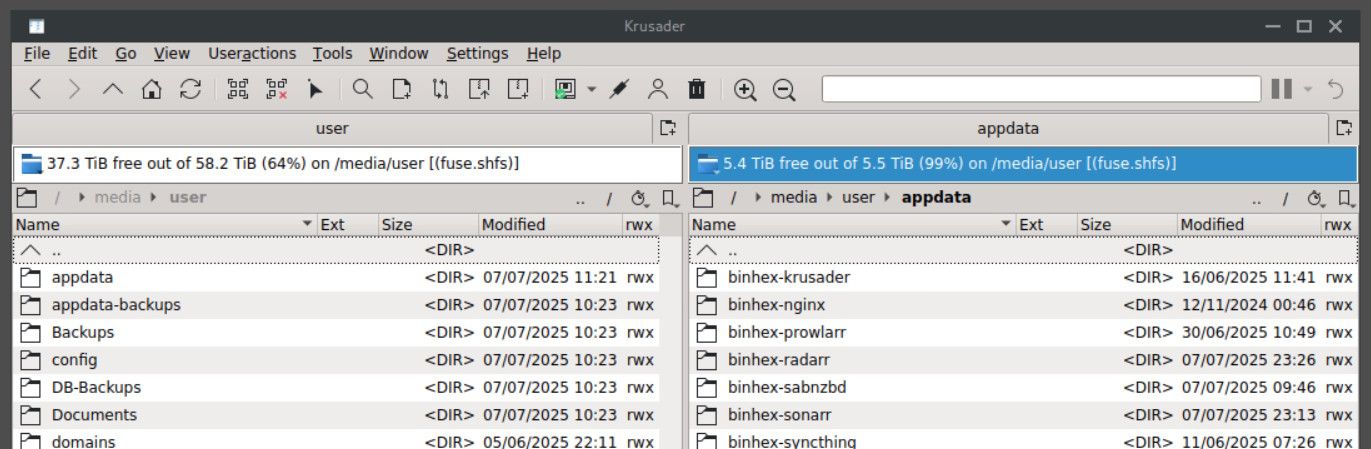 Krusader
File Edit Go View Useractions Tools Window Settings Help
user
37.3 TiB free out of 58.2 TiB (64%) on /media/user [(fuse.shfs)]
/ media user .. /
Name Ext Size Modified rwx
.. <DIR>
appdata <DIR> 07/07/2025 11:21 rwx
appdata-backups <DIR> 07/07/2025 10:23 rwx
Backups <DIR> 07/07/2025 10:23 rwx
config <DIR> 07/07/2025 10:23 rwx
DB-Backups <DIR> 07/07/2025 10:23 rwx
Documents <DIR> 07/07/2025 10:23 rwx
domains <DIR> 05/06/2025 22:11 rwx
appdata
5.4 TiB free out of 5.5 TiB (99%) on /media/user [(fuse.shfs)]
/ media user appdata .. /
Name Ext Size Modified rwx
.. <DIR>
binhex-krusader <DIR> 16/06/2025 11:41 rwx
binhex-nginx <DIR> 12/11/2024 00:46 rwx
binhex-prowlarr <DIR> 30/06/2025 10:49 rwx
binhex-radarr <DIR> 07/07/2025 23:26 rwx
binhex-sabnzbd <DIR> 07/07/2025 09:46 rwx
binhex-sonarr <DIR> 07/07/2025 23:13 rwx
binhex-syncthing <DIR> 11/06/2025 07:26 rwx